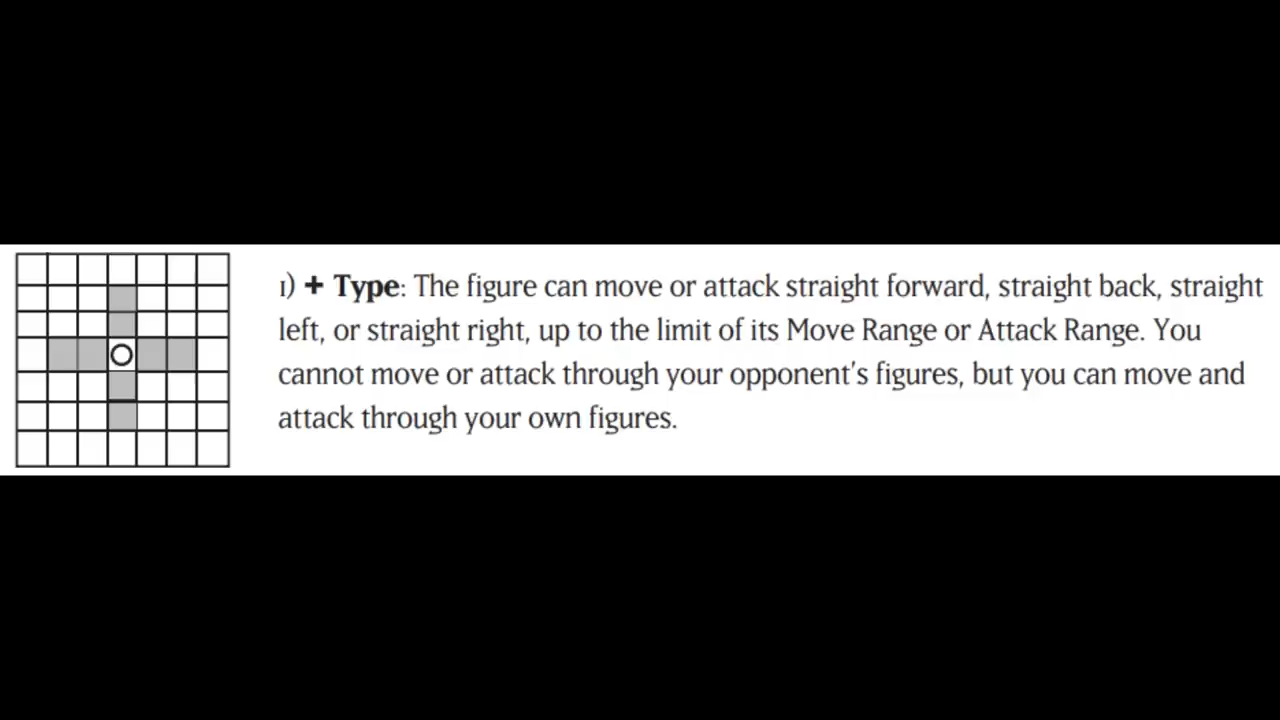 1) + Type: The figure can move or attack straight forward, straight back, straight
left, or straight right, up to the limit of its Move Range or Attack Range. You
cannot move or attack through your opponent’s figures, but you can move and
attack through your own figures.